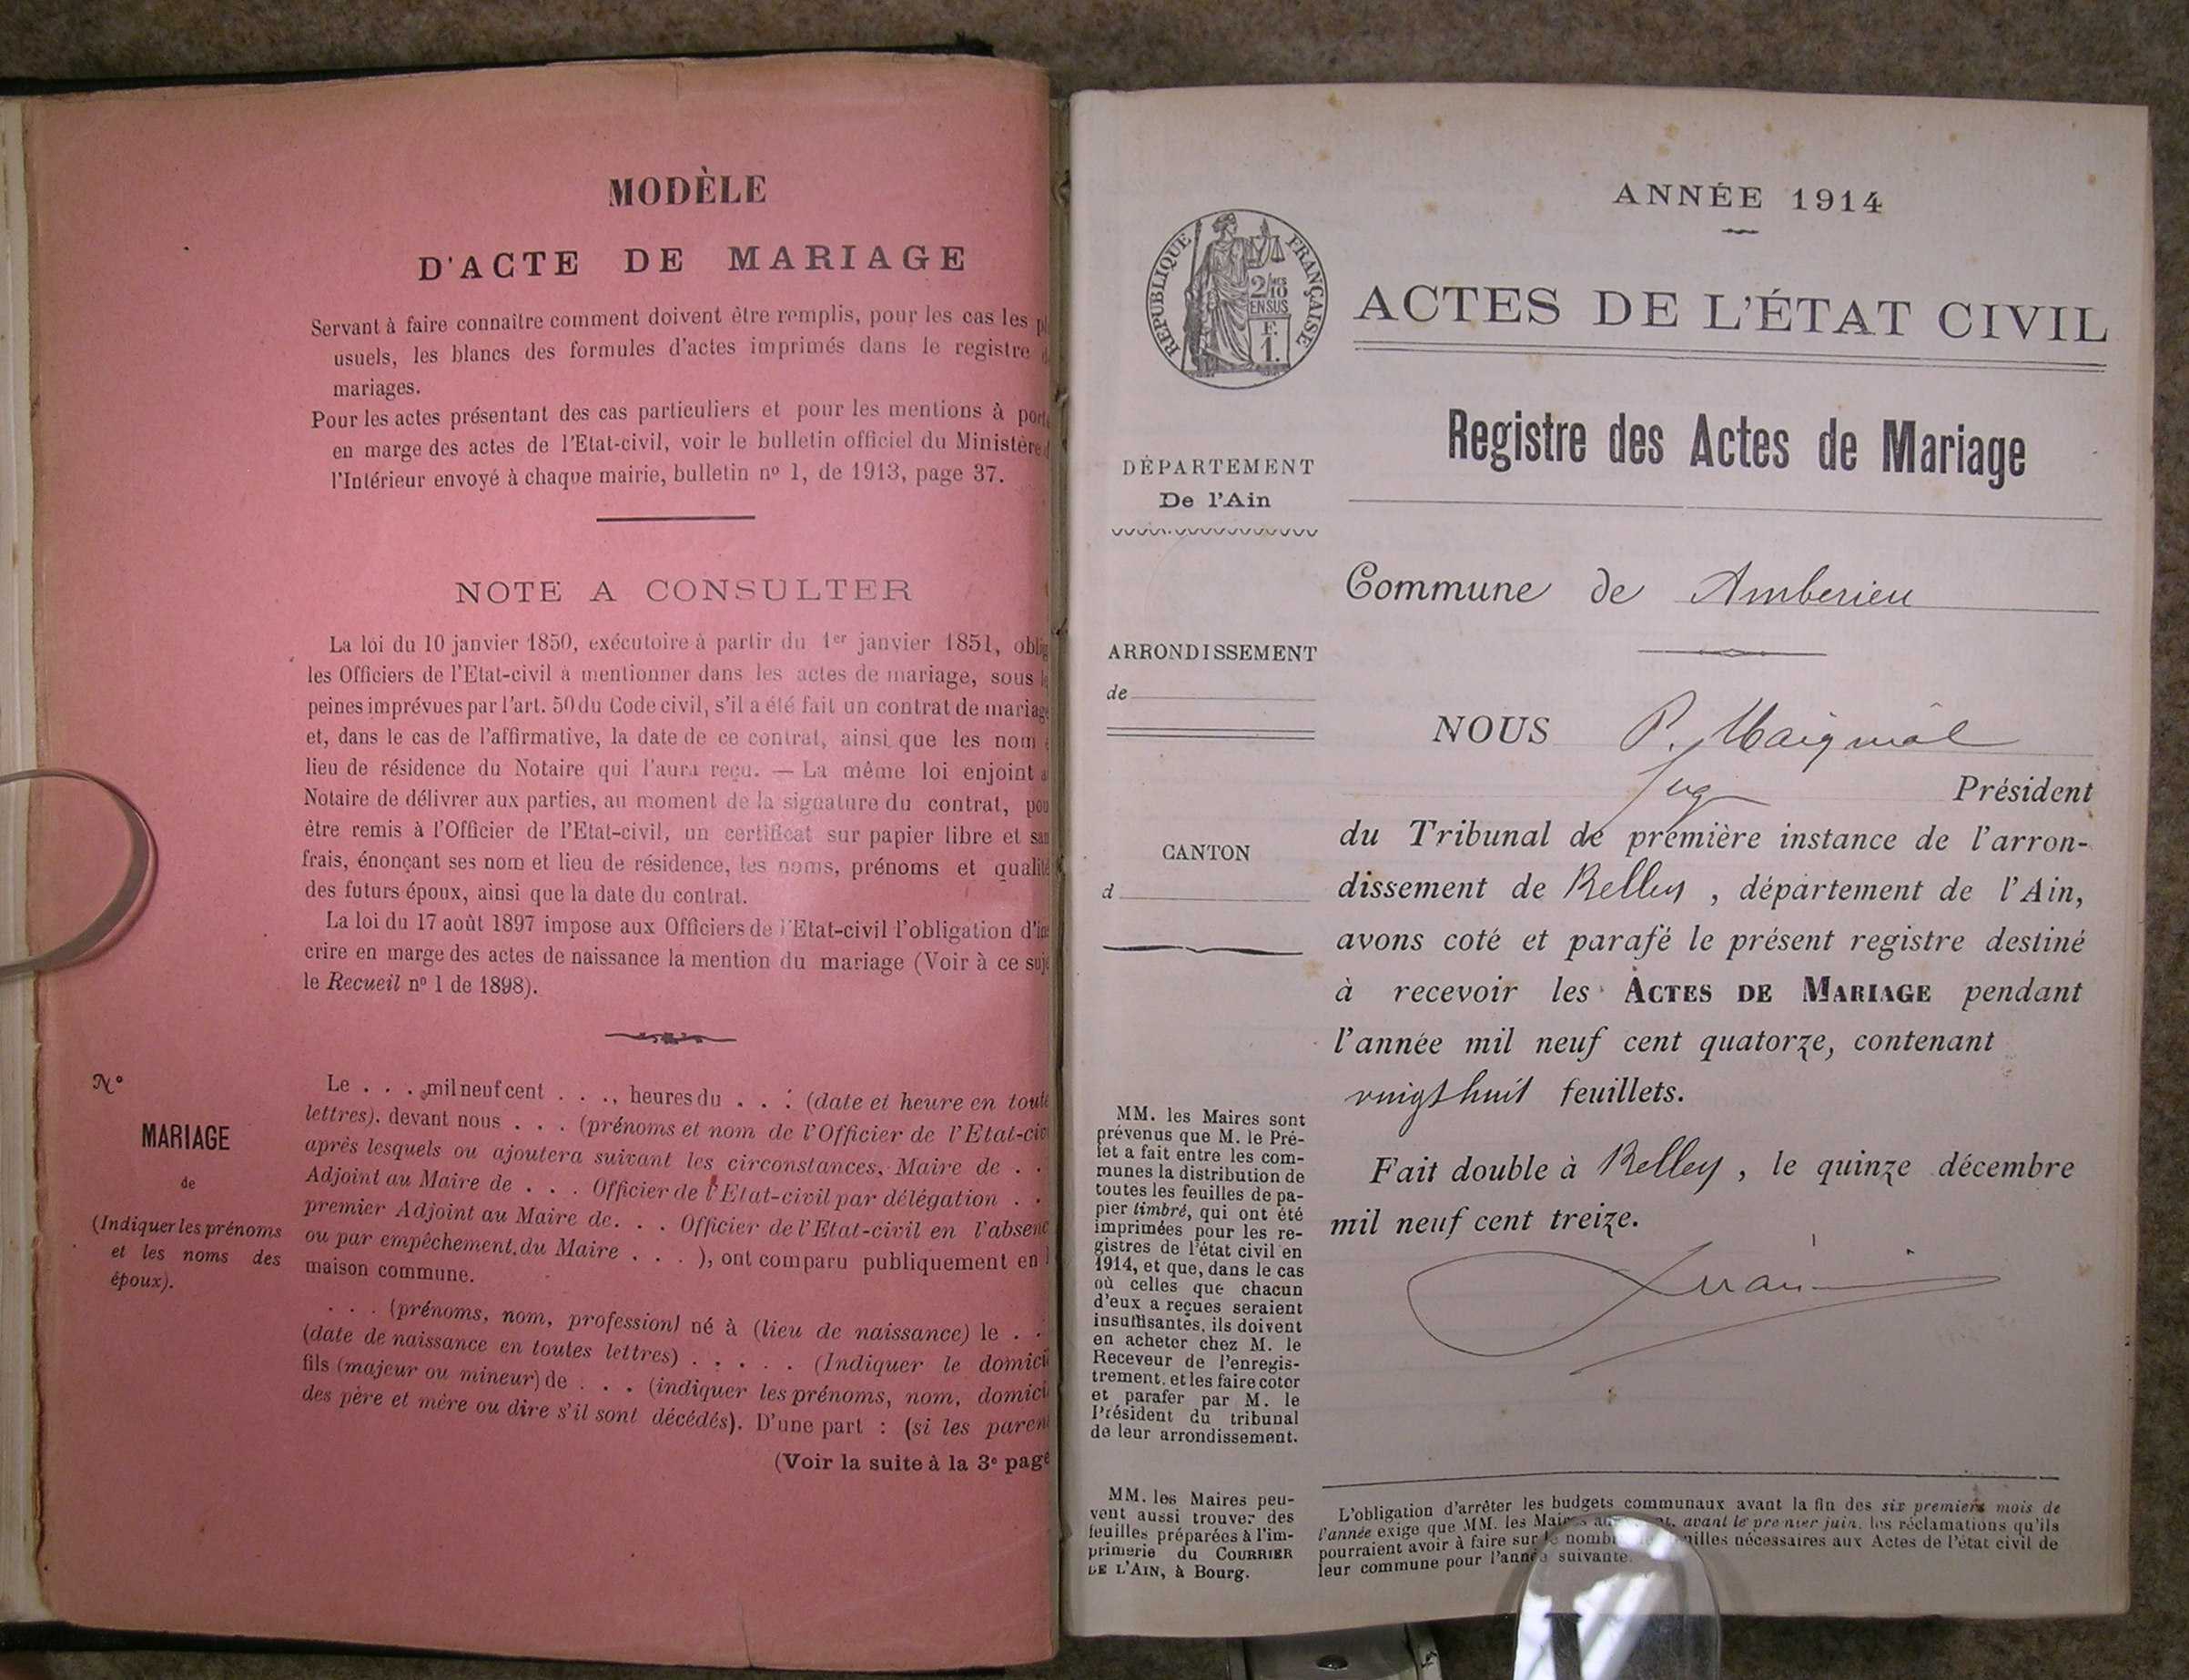 MODÈLE
D'ACTE DE MARIAGE
Servant à faire connaître comment doivent être remplis, pour les cas les
usuels, les blancs des formules d'actes imprimés dans le registre
mariages.
Pour les actes présentant des cas particuliers et pour les mentions à
en marge des actes de l'Etat-civil, voir le bulletin officiel du Ministère
l'Intérieur envoyé à chaque mairie, bulletin nº 1, de 1913, page 37.
NOTE A CONSULTER
La loi du 10 janvier 1850, exécutoire à partir du 1er janvier 1851,
les Officiers de l'Etat-civil à mentionner dans les actes de mariage, sous
peines imprévues par l'art. 50 du Code civil, s'il a été fait un contrat de mariage
et, dans le cas de l'affirmative, la date de ce contrat, ainsi que les nom
lieu de résidence du Notaire qui l'aura reçu. — La même loi enjoint
Notaire de délivrer aux parties, au moment de la signature du contrat, pou
être remis à l'Officier de l'Etat-civil, un certificat sur papier libre et san
frais, énonçant ses nom et lieu de résidence, les noms, prénoms et qualité
des futurs époux, ainsi que la date du contrat.
La loi du 17 août 1897 impose aux Officiers de l'Etat-civil l'obligation
crire en marge des actes de naissance la mention du mariage (Voir à ce suje
le Recueil nº 1 de 1898).
Nº
MARIAGE
de
(Indiquer les prénoms
et les noms des
époux).
Le . . . mil neuf cent . . ., heures du . . . (date et heure en toute
lettres). devant nous . . . (prénoms et nom de l'Officier de l'Etat-civi
après lesquels ou ajoutera suivant les circonstances, Maire de . .
Adjoint au Maire de . . . Officier de l'Etat-civil par délégation . .
premier Adjoint au Maire de. . . Officier de l'Etat-civil en l'absenc
ou par empêchement, du Maire . . . ), ont comparu publiquement en
maison commune.
. . . (prénoms, nom, profession) né à (lieu de naissance) le . .
(date de naissance en toutes lettres) . . . . . (Indiquer le domici
fils (majeur ou mineur) de . . . (indiquer les prénoms, nom, domici
des père et mère ou dire s'il sont décédés). D'une part : (si les paren
(Voir la suite à la 3e page
ANNÉE 1914
RÉPUBLIQUE FRANÇAISE
2/10 EN SUS
F.
1.
ACTES DE L'ÉTAT CIVIL
Registre des Actes de Mariage
DÉPARTEMENT
De l'Ain
Commune de Amberieu
ARRONDISSEMENT
de
CANTON
d
NOUS P.
Président
du Tribunal de première instance de l'arron-
dissement de Belley, département de l'Ain,
avons coté et parafé le présent registre destiné
à recevoir les ACTES DE MARIAGE pendant
l'année mil neuf cent quatorze, contenant
vingt huit feuillets.
Fait double à Belley, le quinze décembre
mil neuf cent treize.
MM. les Maires sont
prévenus que M. le Pré-
fet a fait entre les com-
munes la distribution de
toutes les feuilles de pa-
pier timbré, qui ont été
imprimées pour les re-
gistres de l'état civil en
1914, et que, dans le cas
où celles que chacun
d'eux a reçues seraient
insuffisantes, ils doivent
en acheter chez M. le
Receveur de l'enregis-
trement. et les faire coter
et parafer par M. le
Président du tribunal
de leur arrondissement.
MM. les Maires peu-
vent aussi trouver des
feuilles préparées à l'im-
primerie du COURRIER
DE L'AIN, à Bourg.
L'obligation d'arrêter les budgets communaux avant la fin des six premiers mois de
l'année exige que MM. les Maires avant le premier juin. les réclamations qu'ils
pourraient avoir à faire sur le nombre nécessaires aux Actes de l'état civil de
leur commune pour l'année suivante.